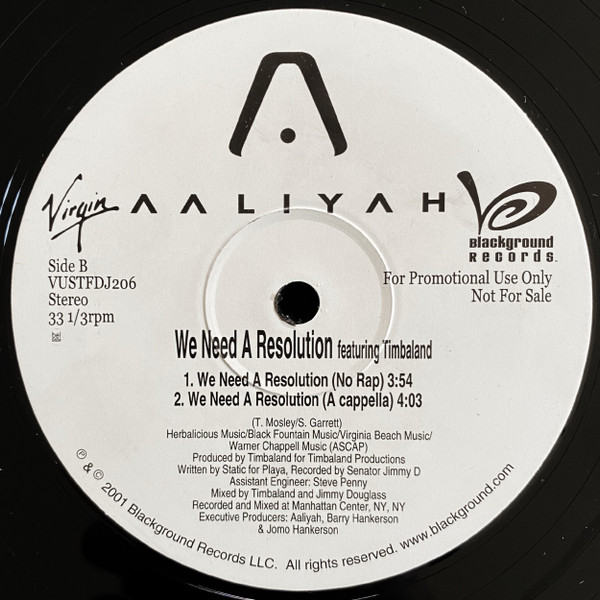 Virgin
AALIYAH
Blackground
Records
Side B
VUSTFDJ206
Stereo
33 1/3rpm
For Promotional Use Only
Not For Sale
We Need A Resolution featuring Timbaland
1. We Need A Resolution (No Rap) 3:54
2. We Need A Resolution (A cappella) 4:03
(T. Mosley/S. Garrett)
Herbalicious Music/Black Fountain Music/Virginia Beach Music/
Warner Chappell Music (ASCAP)
Produced by Timbaland for Timbaland Productions
Written by Static for Playa, Recorded by Senator Jimmy D
Assistant Engineer: Steve Penny
Mixed by Timbaland and Jimmy Douglass
Recorded and Mixed at Manhattan Center, NY, NY
Executive Producers: Aaliyah, Barry Hankerson
& Jomo Hankerson
℗ & © 2001 Blackground Records LLC. All rights reserved. www.blackground.com